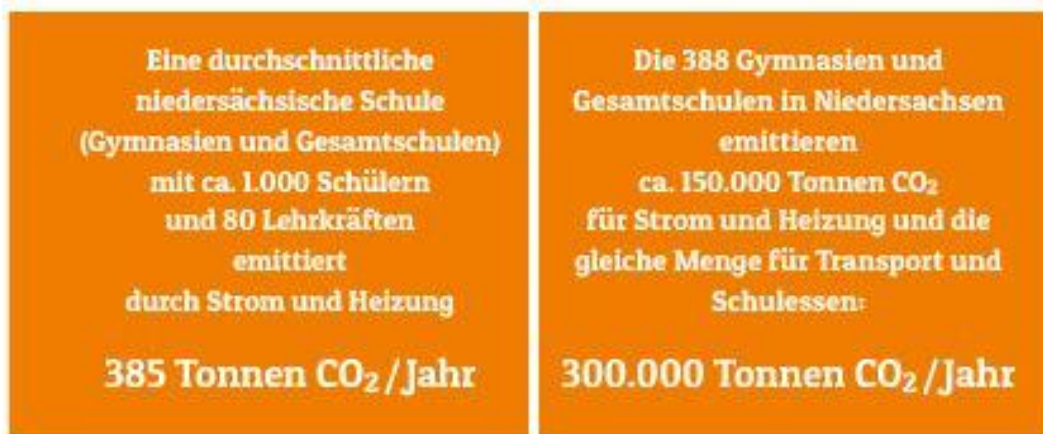 Eine durchschnittliche
niedersächsische Schule
(Gymnasien und Gesamtschulen)
mit ca. 1.000 Schülern
und 80 Lehrkräften
emittiert
durch Strom und Heizung
385 Tonnen CO₂/Jahr
Die 388 Gymnasien und
Gesamtschulen in Niedersachsen
emittieren
ca. 150.000 Tonnen CO₂
für Strom und Heizung und die
gleiche Menge für Transport und
Schulessen:
300.000 Tonnen CO₂/Jahr